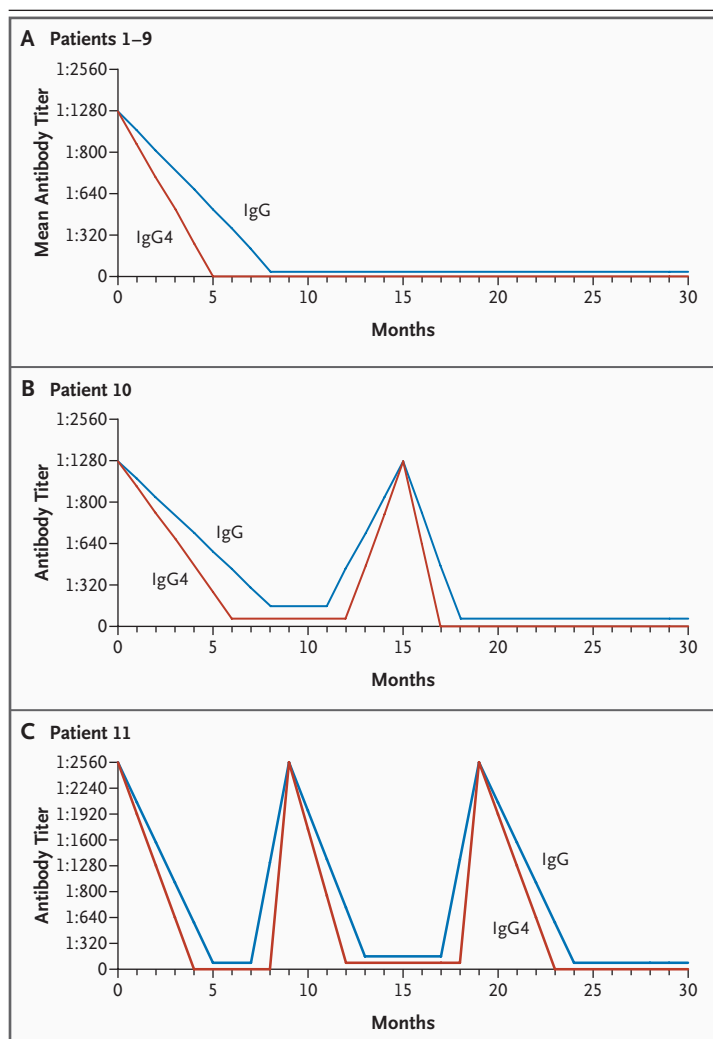 A Patients 1–9
Mean Antibody Titer
1:2560
1:1280
1:800
1:640
1:320
0
IgG
IgG4
0 5 10 15 20 25 30
Months
B Patient 10
Antibody Titer
1:2560
1:1280
1:800
1:640
1:320
0
IgG
IgG4
0 5 10 15 20 25 30
Months
C Patient 11
Antibody Titer
1:2560
1:2240
1:1920
1:1600
1:1280
1:800
1:640
1:320
0
IgG
IgG4
0 5 10 15 20 25 30
Months